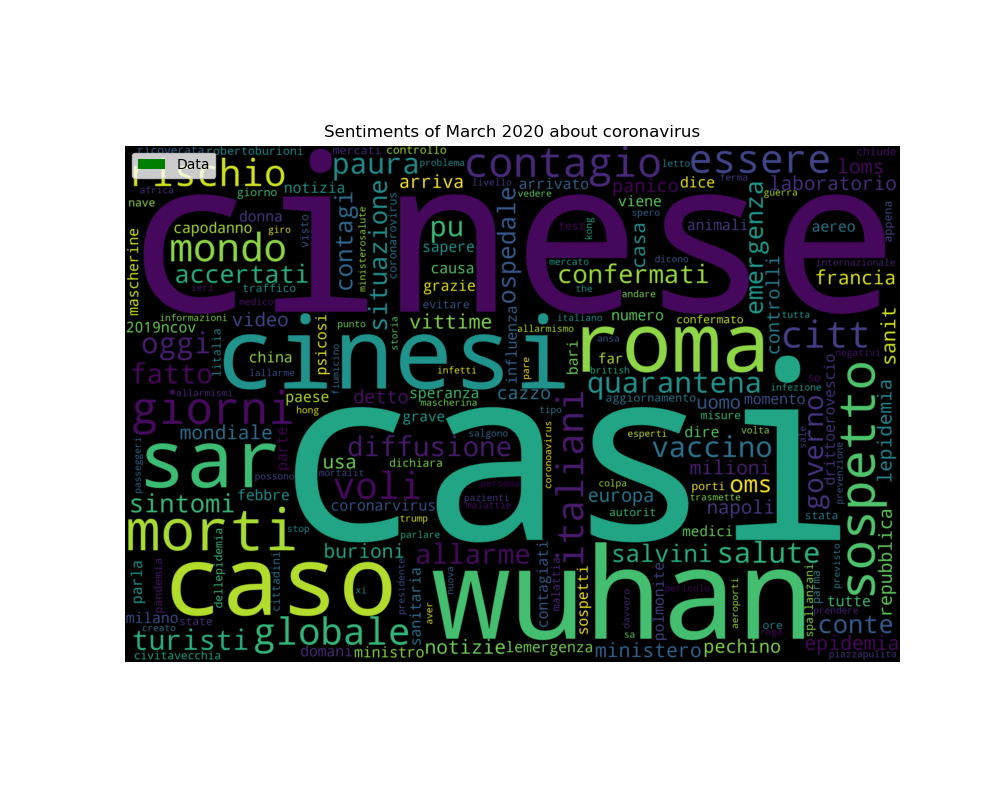 Sentiments of March 2020 about coronavirus
Data
ricoverata
robertoburioni
mercati
controllo
chiude
rischio
paura
problema
contagio
letto
essere
loms
africa
giorno
notizia
arriva
livello
arrivato
panico
dice
ferma
guerra
laboratorio
nave
donna
cinese
vedere
viene
spero
appena
mascherine
capodanno
giro
visto
contagi
ministerosalute
situazione
coronarovirus
pu
sapere
ospedale
test
kong
casa
animali
emergenza
aereo
mondo
accertati
causa
mercato
dicono
confermati
controlli
internazionale
francia
ieri
traffico
medico
grazie
evitare
the
andare
informazioni
2019ncov
video
punto
storia
vittime
influenza
allarmismo
italiano
numero
confermato
tutta
citt
sanit
oggi
litalia
psicosi
cinesi
roma
bari
ansa
china
lallarme
fiumicino
infetti
pare
far
british
negativi
fatto
allarmismi
paese
hong
detto
speranza
mascherina
cazzo
quarantena
aggiornamento
infezione
so
uomo
momento
giorni
parte
grave
tipo
italiani
misure
dire
volta
governo
dirittoerovescio
sospetto
lepidemia
mondiale
casi
salgono
coronoavirus
esperti
vaccino
sale
sar
diffusione
usa
dichiara
mortalit
passeggeri
possono
milioni
prevenzione
voli
persona
colpa
porti
oms
trasmette
sintomi
febbre
coronarvirus
pazienti
malattie
europa
autorit
napoli
stata
morti
stop
trump
parlare
medici
repubblica
dellepidemia
burioni
allarme
salvini
salute
previsto
parla
pandemia
caso
cittadini
xi
presidente
sanitaria
nuova
wuhan
contagiati
malattia
sospetti
polmonite
davvero
pericolo
aeroporti
spallanzani
parma
prendere
tutte
milano
state
creato
aver
sa
raga
ore
conte
turisti
globale
notizie
lemergenza
ministero
pechino
epidemia
civitavecchia
domani
ministro
piazzapulita